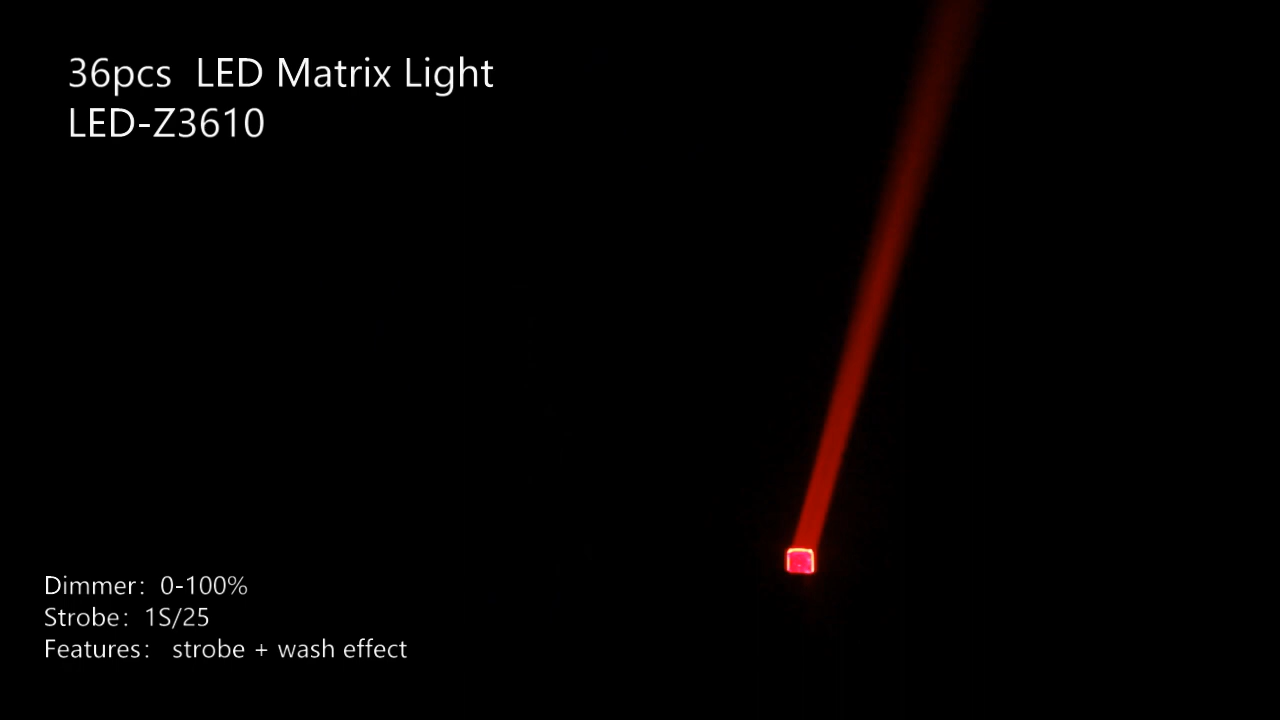 36pcs  LED Matrix Light
LED-Z3610
Dimmer:  0-100%
Strobe:  1S/25
Features:   strobe + wash effect